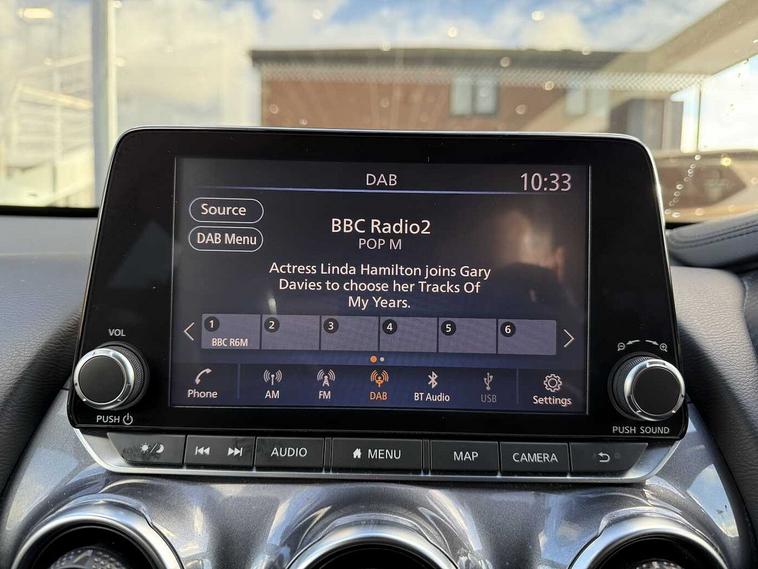 DAB
10:33
Source
DAB Menu
BBC Radio2
POP M
Actress Linda Hamilton joins Gary
Davies to choose her Tracks Of
My Years.
1 2 3 4 5 6
BBC R6M
Phone AM FM DAB BT Audio USB Settings
VOL
PUSH
PUSH SOUND
AUDIO MENU MAP CAMERA